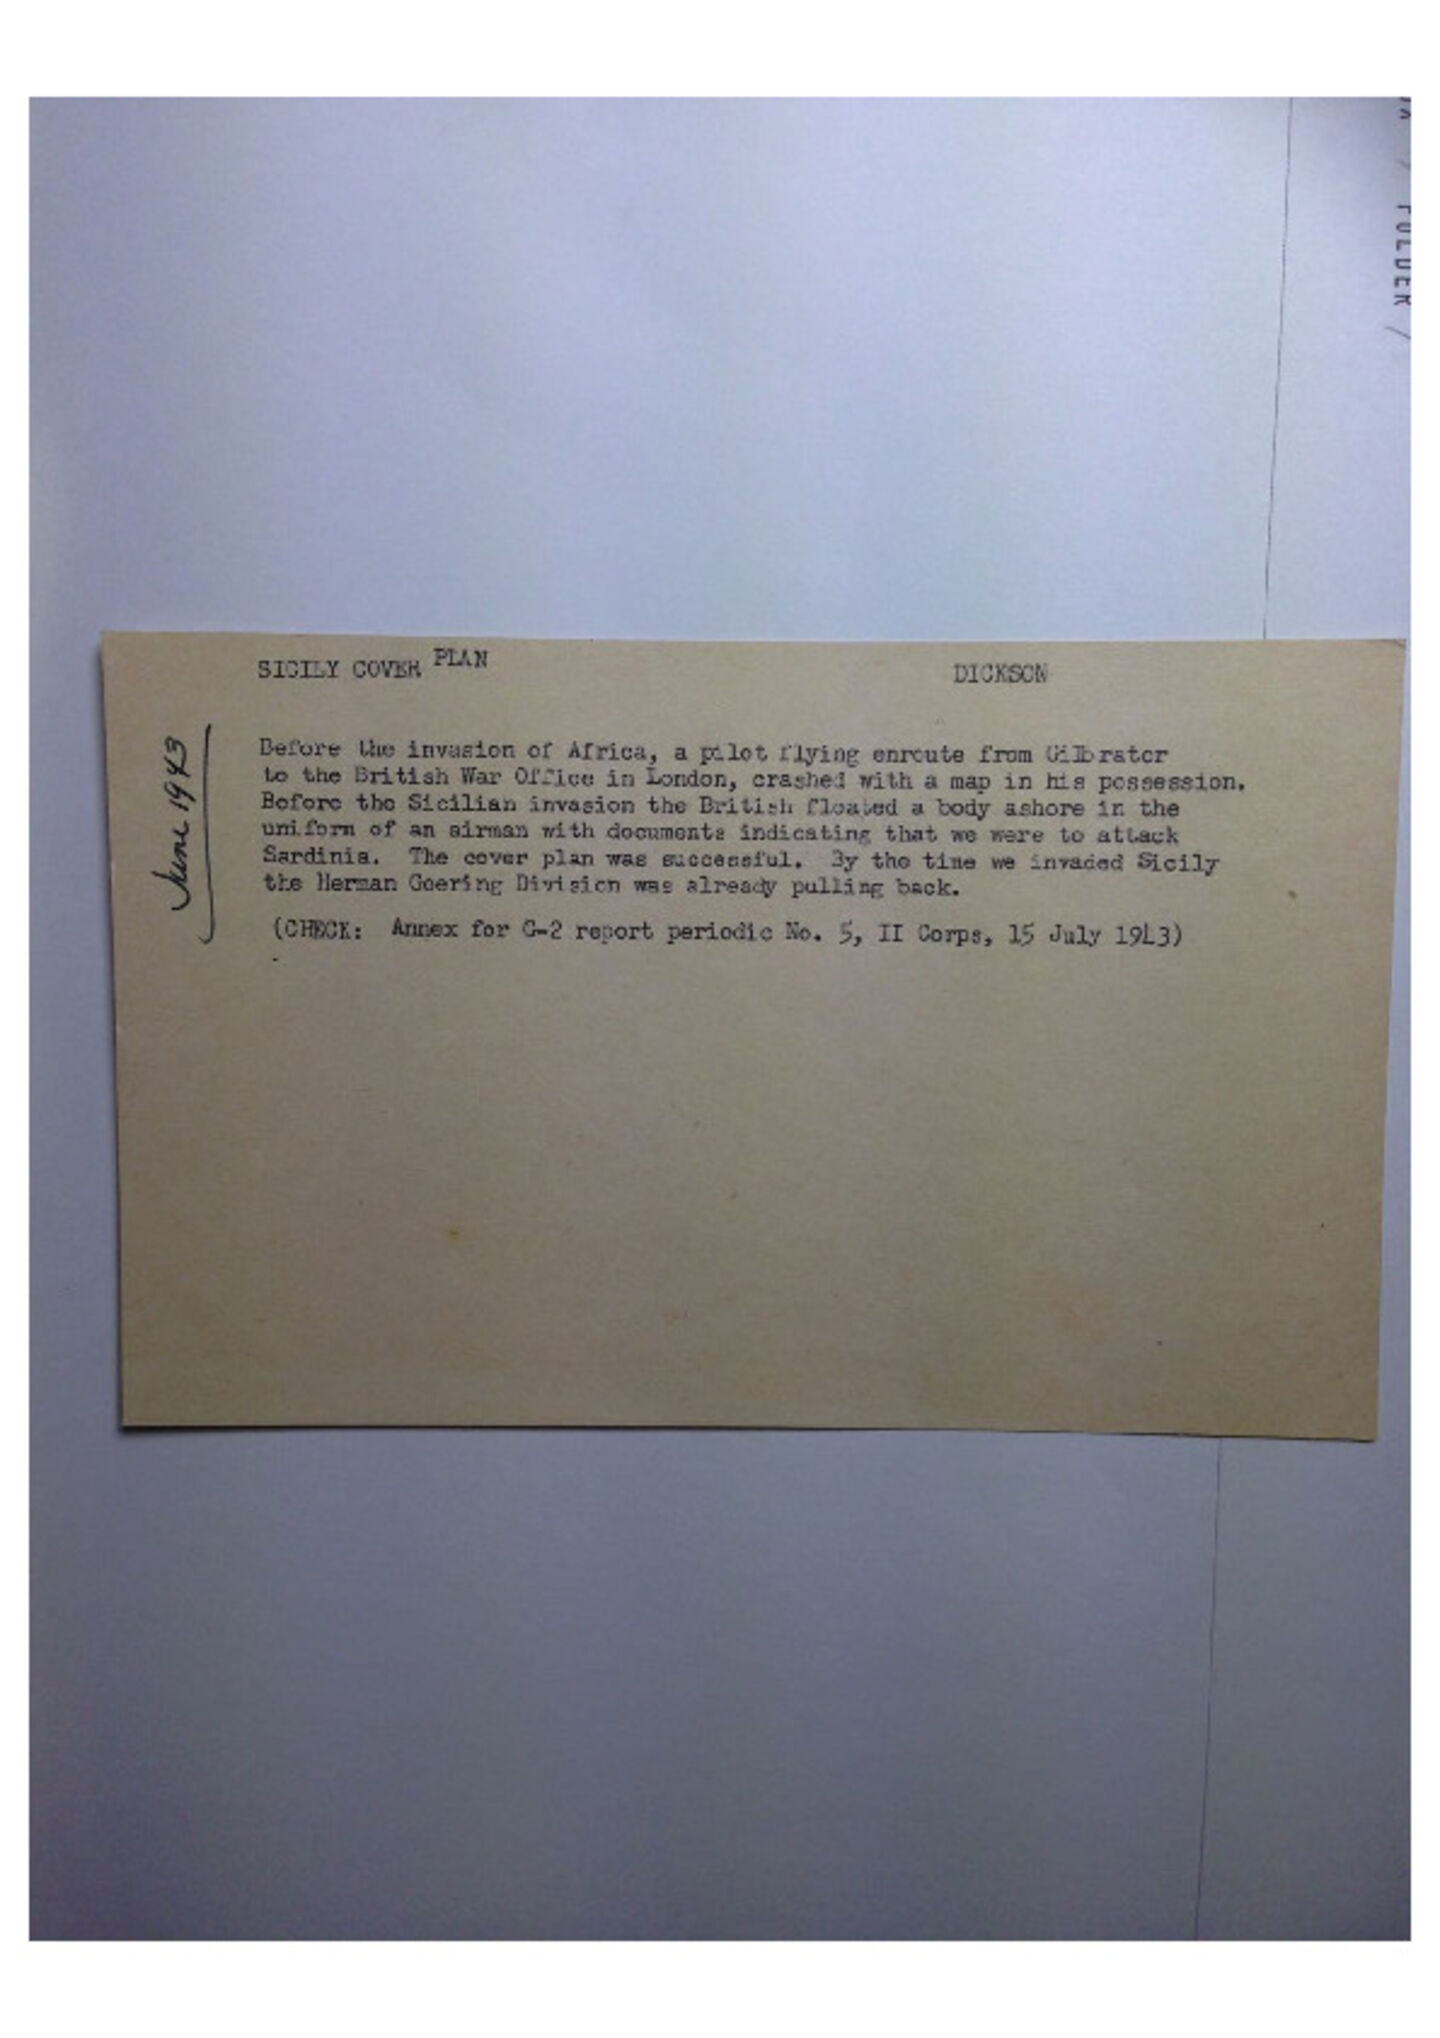 FOLDER /
SICILY COVER PLAN DICKSON
June 1943
Before the invasion of Africa, a pilot flying enroute from Gilbrater
to the British War Office in London, crashed with a map in his possession.
Before the Sicilian invasion the British floated a body ashore in the
uniform of an airman with documents indicating that we were to attack
Sardinia. The cover plan was successful. By the time we invaded Sicily
the Herman Goering Division was already pulling back.
(CHECK: Annex for G-2 report periodic No. 5, II Corps, 15 July 1943)